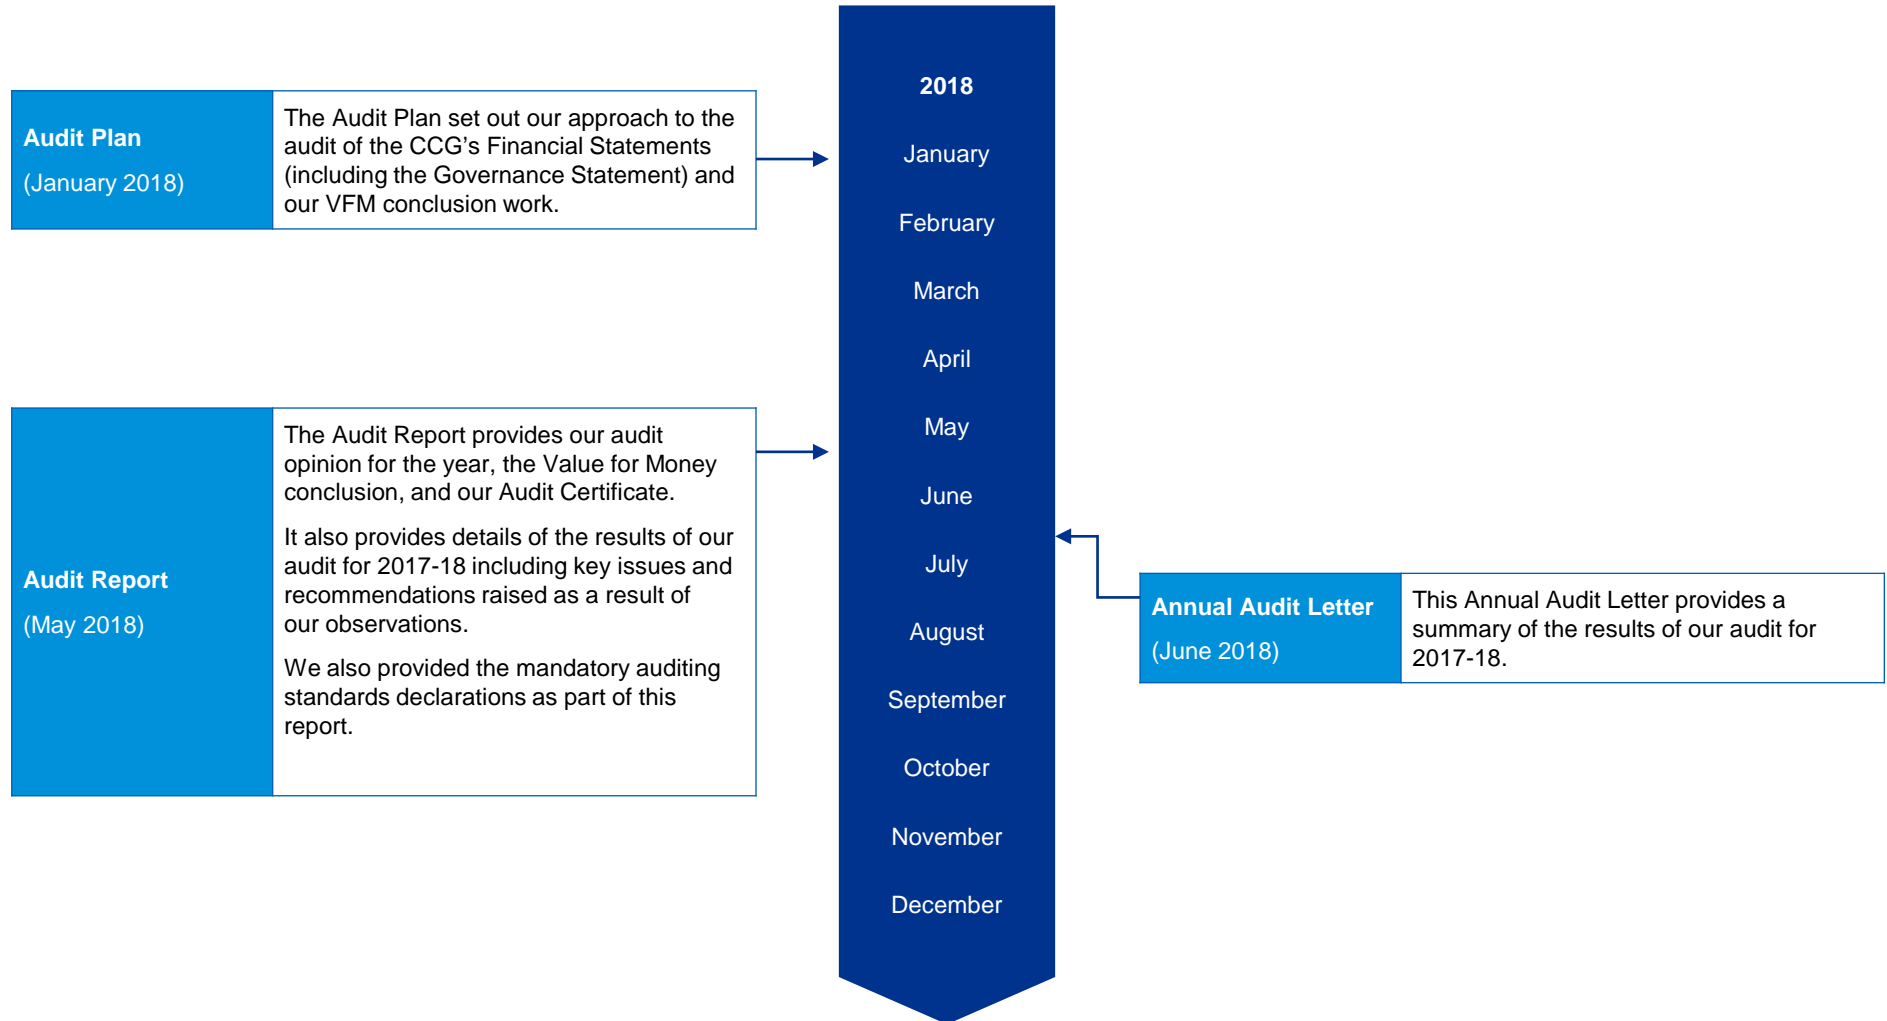 Audit Plan
(January 2018)
The Audit Plan set out our approach to the
audit of the CCG’s Financial Statements
(including the Governance Statement) and
our VFM conclusion work.
Audit Report
(May 2018)
The Audit Report provides our audit
opinion for the year, the Value for Money
conclusion, and our Audit Certificate.
It also provides details of the results of our
audit for 2017-18 including key issues and
recommendations raised as a result of
our observations.
We also provided the mandatory auditing
standards declarations as part of this
report.
2018
January
February
March
April
May
June
July
August
September
October
November
December
Annual Audit Letter
(June 2018)
This Annual Audit Letter provides a
summary of the results of our audit for
2017-18.